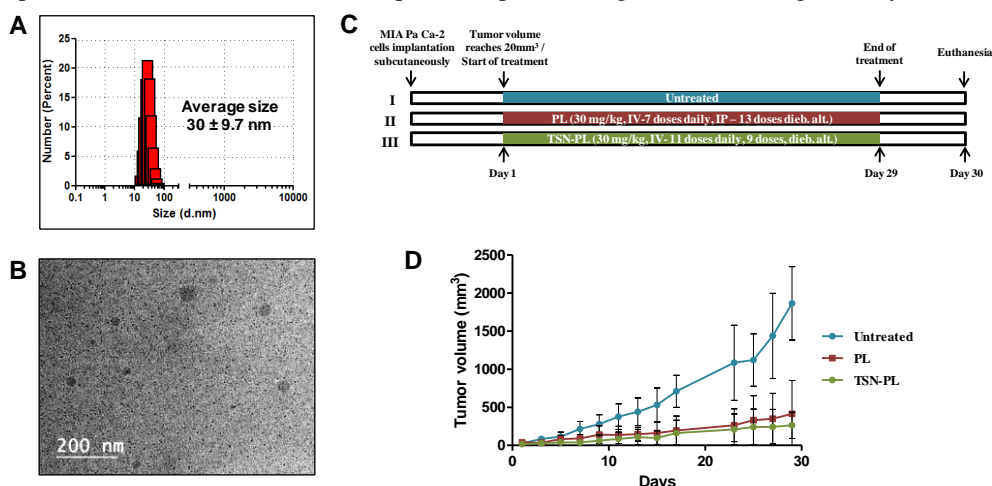 A
Number (Percent)
25
20
15
10
5
0
0.1 1 10 100 1000 10000
Size (d.nm)
Average size
30 ± 9.7 nm
B
200 nm
C
MIA Pa Ca-2
cells implantation
subcutaneously
Tumor volume
reaches 20mm³ /
Start of treatment
End of
treatment
Euthanesia
I
Untreated
II
PL (30 mg/kg, IV-7 doses daily, IP – 13 doses dieb. alt.)
III
TSN-PL (30 mg/kg, IV- 11 doses daily, 9 doses, dieb. alt.)
Day 1
Day 29
Day 30
D
Tumor volume (mm³)
2500
2000
1500
1000
500
0
0 10 20 30
Days
Untreated
PL
TSN-PL